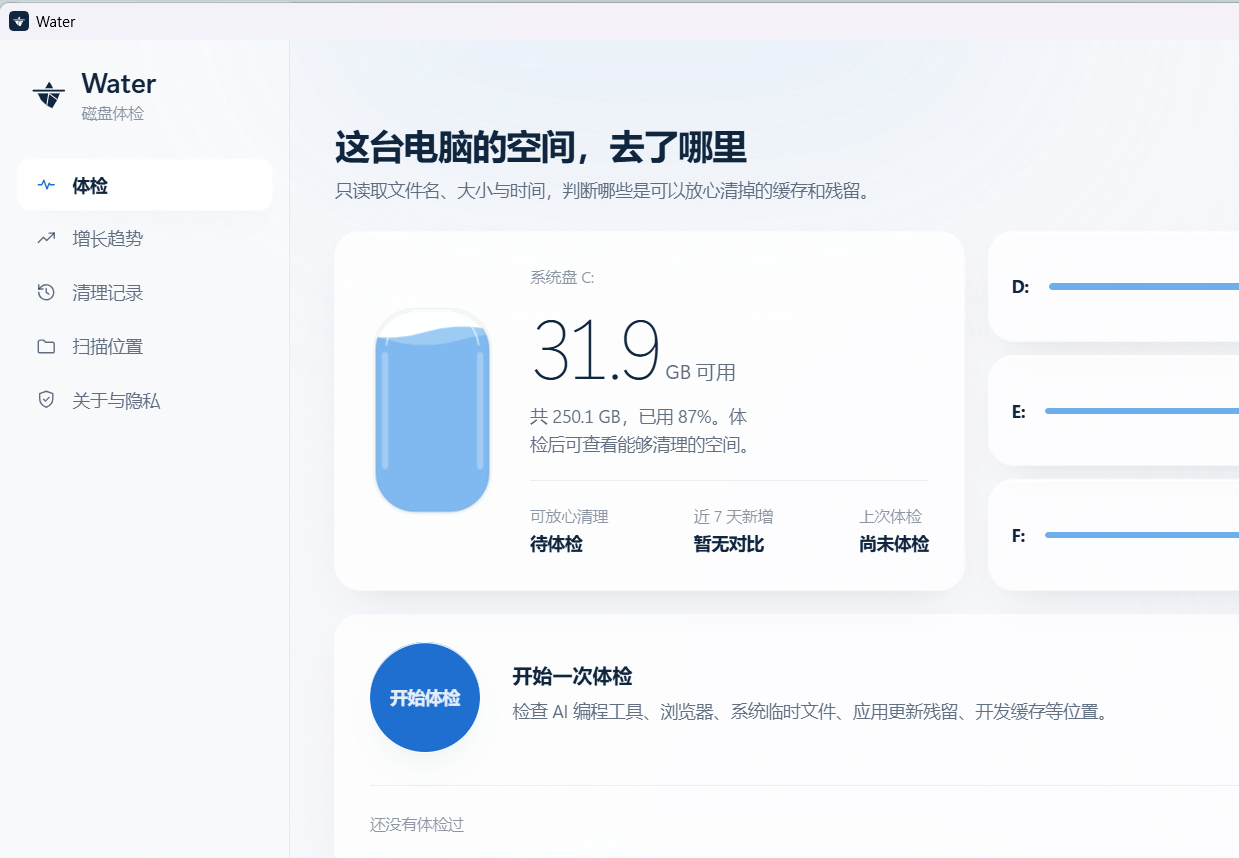 Water
Water
磁盘体检
体检
增长趋势
清理记录
扫描位置
关于与隐私
这台电脑的空间，去了哪里
只读取文件名、大小与时间，判断哪些是可以放心清掉的缓存和残留。
系统盘 C:
31.9 GB 可用
共 250.1 GB，已用 87%。体
检后可查看能够清理的空间。
可放心清理
待体检
近 7 天新增
暂无对比
上次体检
尚未体检
D:
E:
F:
开始体检
开始一次体检
检查 AI 编程工具、浏览器、系统临时文件、应用更新残留、开发缓存等位置。
还没有体检过